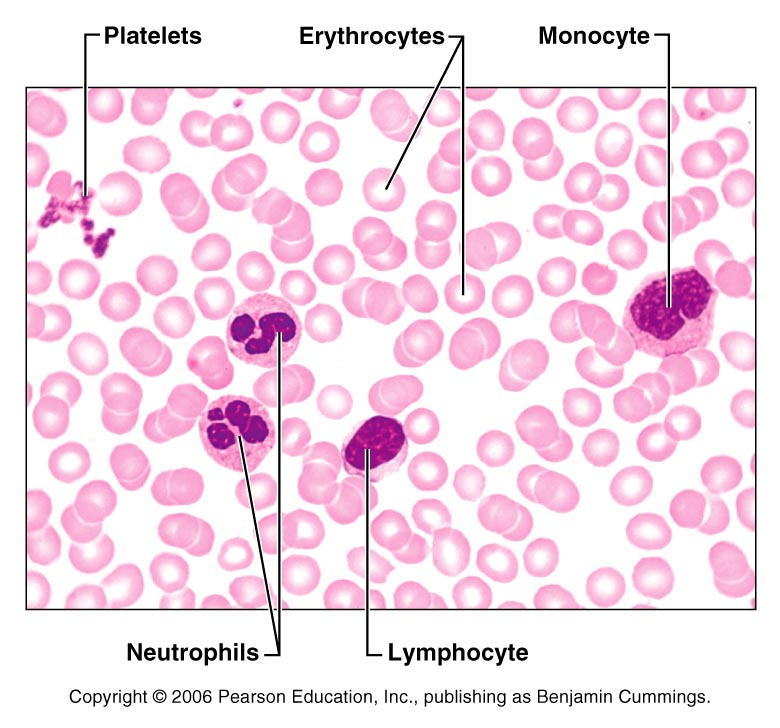 Platelets
Erythrocytes
Monocyte
Neutrophils
Lymphocyte
Copyright © 2006 Pearson Education, Inc., publishing as Benjamin Cummings.